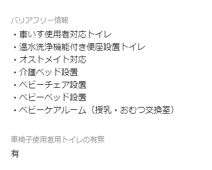 バリアフリー情報
・車いす使用者対応トイレ
・温水洗浄機能付き便座設置トイレ
・オストメイト対応
・介護ベッド設置
・ベビーチェア設置
・ベビーベッド設置
・ベビーケアルーム（授乳・おむつ交換室）
車椅子使用者用トイレの有無
有